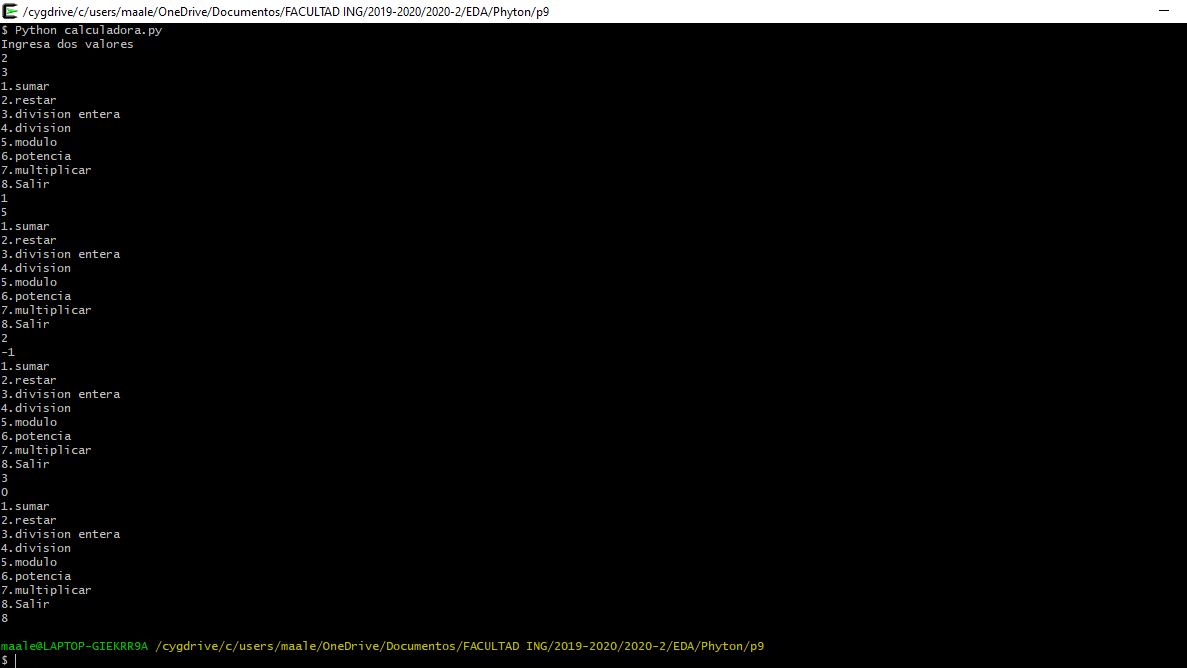 /cygdrive/c/users/maale/OneDrive/Documentos/FACULTAD ING/2019-2020/2020-2/EDA/Phyton/p9
$ Python calculadora.py
Ingresa dos valores
2
3
1.sumar
2.restar
3.division entera
4.division
5.modulo
6.potencia
7.multiplicar
8.Salir
1
5
1.sumar
2.restar
3.division entera
4.division
5.modulo
6.potencia
7.multiplicar
8.Salir
2
-1
1.sumar
2.restar
3.division entera
4.division
5.modulo
6.potencia
7.multiplicar
8.Salir
3
0
1.sumar
2.restar
3.division entera
4.division
5.modulo
6.potencia
7.multiplicar
8.Salir
8
maale@LAPTOP-GIEKRR9A /cygdrive/c/users/maale/OneDrive/Documentos/FACULTAD ING/2019-2020/2020-2/EDA/Phyton/p9
$